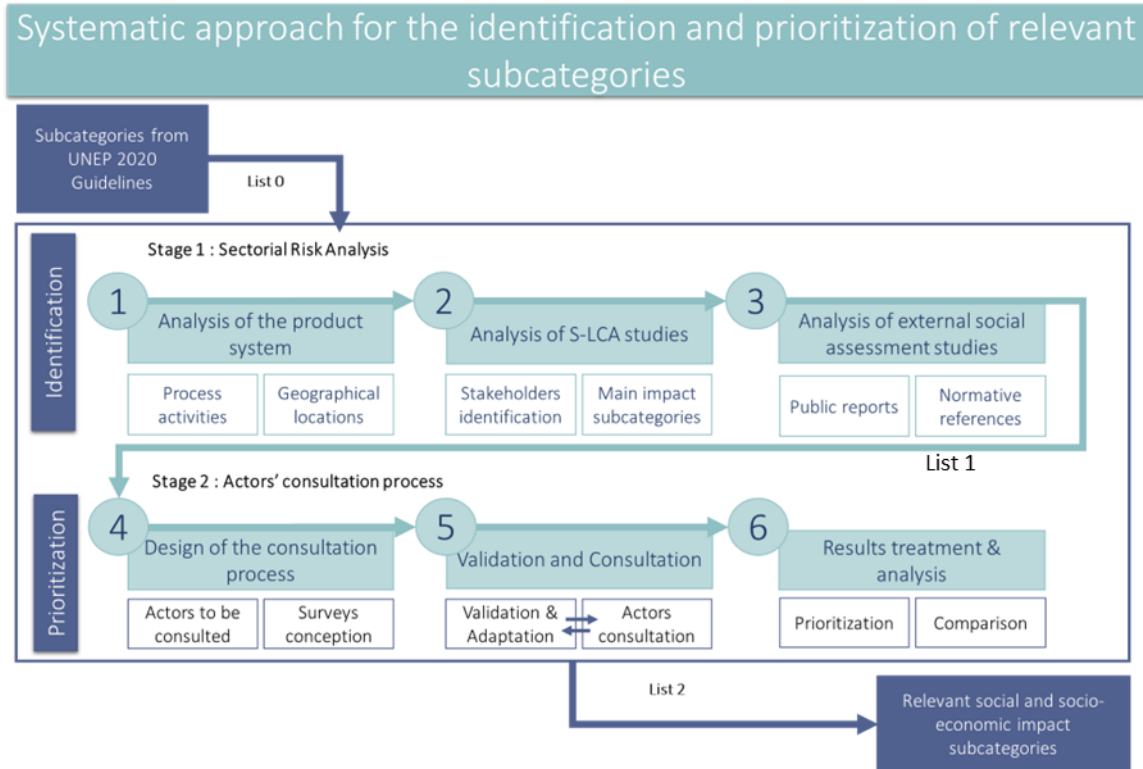 Systematic approach for the identification and prioritization of relevant
subcategories
Subcategories from
UNEP 2020
Guidelines
List 0
Identification
Stage 1 : Sectorial Risk Analysis
1
Analysis of the product
system
Process
activities
Geographical
locations
2
Analysis of S-LCA studies
Stakeholders
identification
Main impact
subcategories
3
Analysis of external social
assessment studies
Public reports
Normative
references
List 1
Prioritization
Stage 2 : Actors’ consultation process
4
Design of the consultation
process
Actors to be
consulted
Surveys
conception
5
Validation and Consultation
Validation &
Adaptation
Actors
consultation
6
Results treatment &
analysis
Prioritization
Comparison
List 2
Relevant social and socio-
economic impact
subcategories